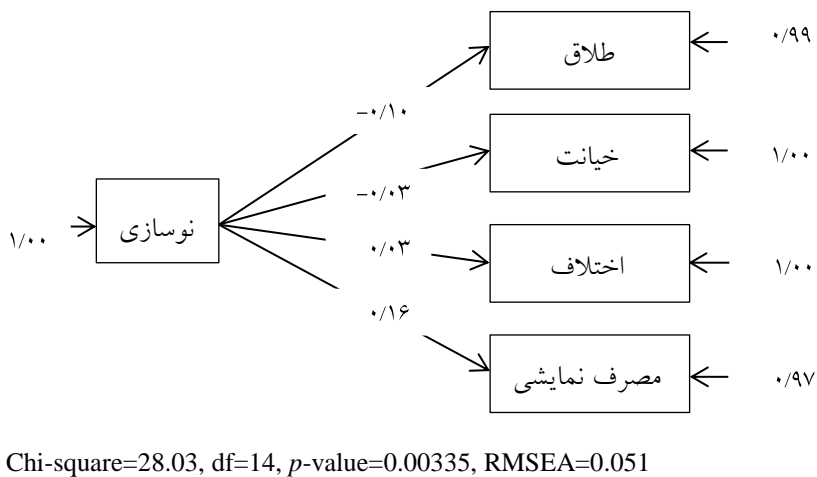 طلاق
۰/۹۹
-۰/۱۰
خیانت
۱/۰۰
-۰/۰۳
نوسازی
۱/۰۰
۰/۰۳
اختلاف
۱/۰۰
۰/۱۶
مصرف نمایشی
۰/۹۷
Chi-square=28.03, df=14, p-value=0.00335, RMSEA=0.051